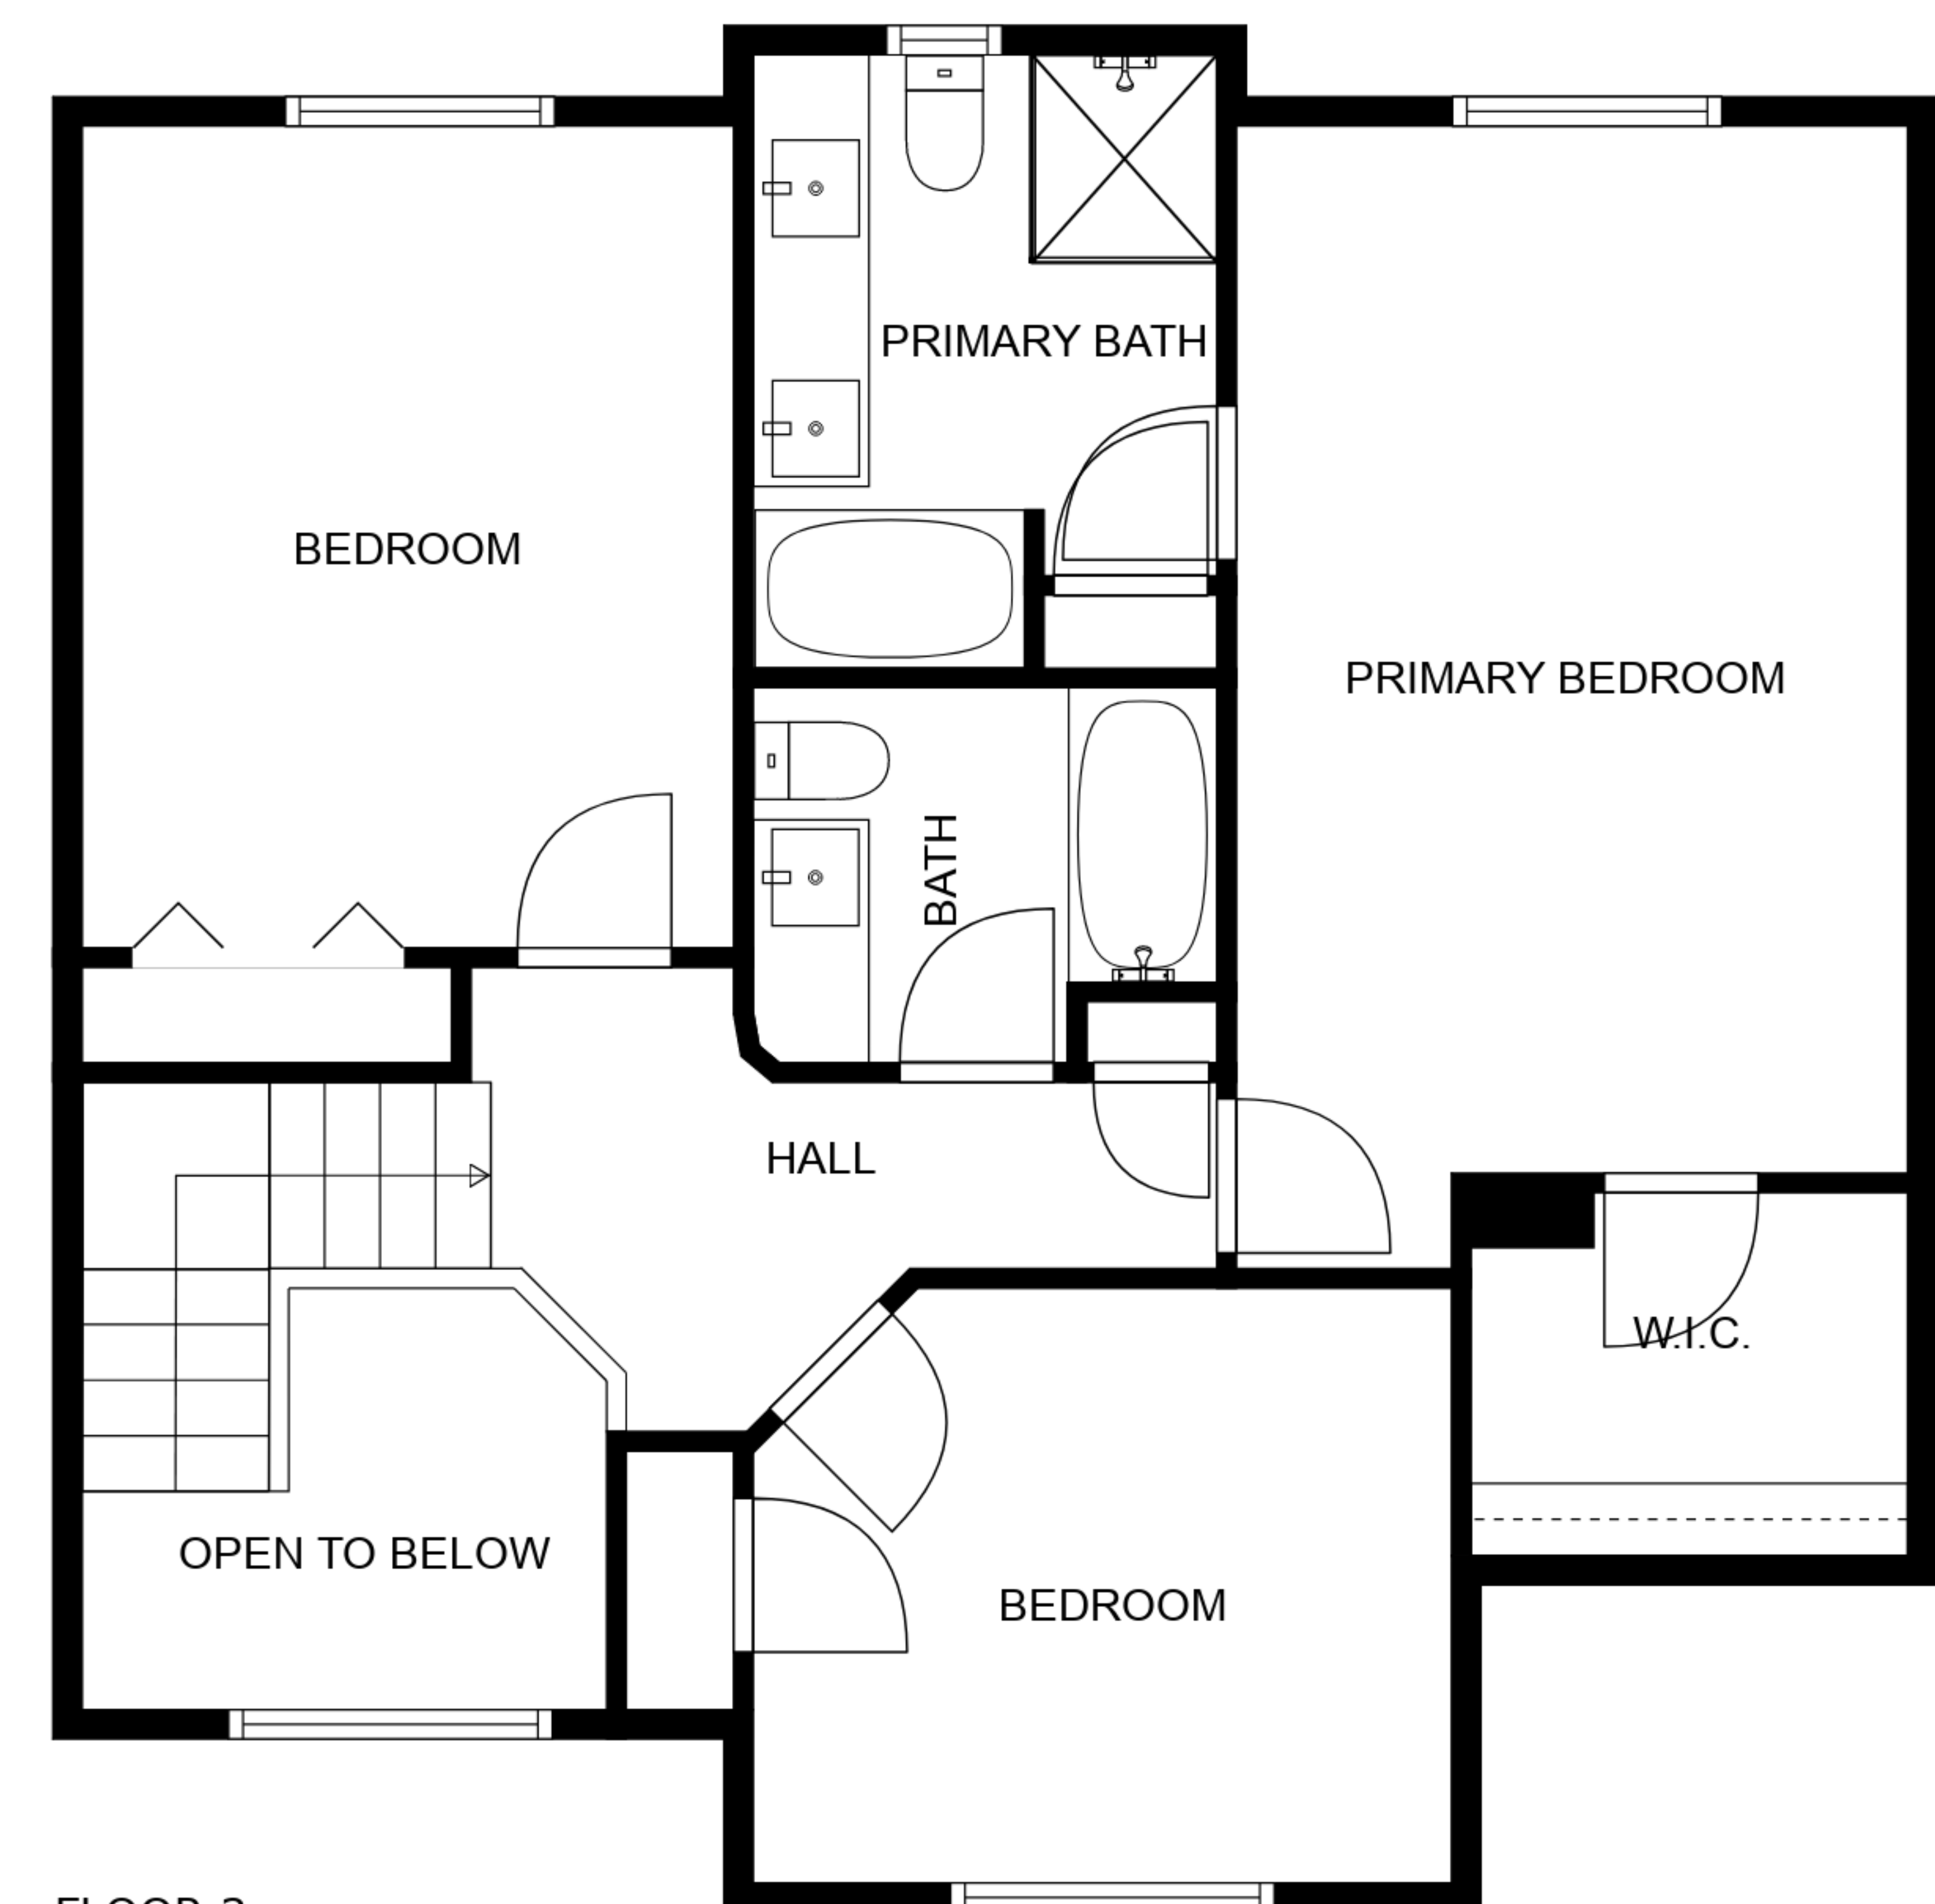 PRIMARY BATH
BEDROOM
PRIMARY BEDROOM
BATH
HALL
W.I.C.
OPEN TO BELOW
BEDROOM